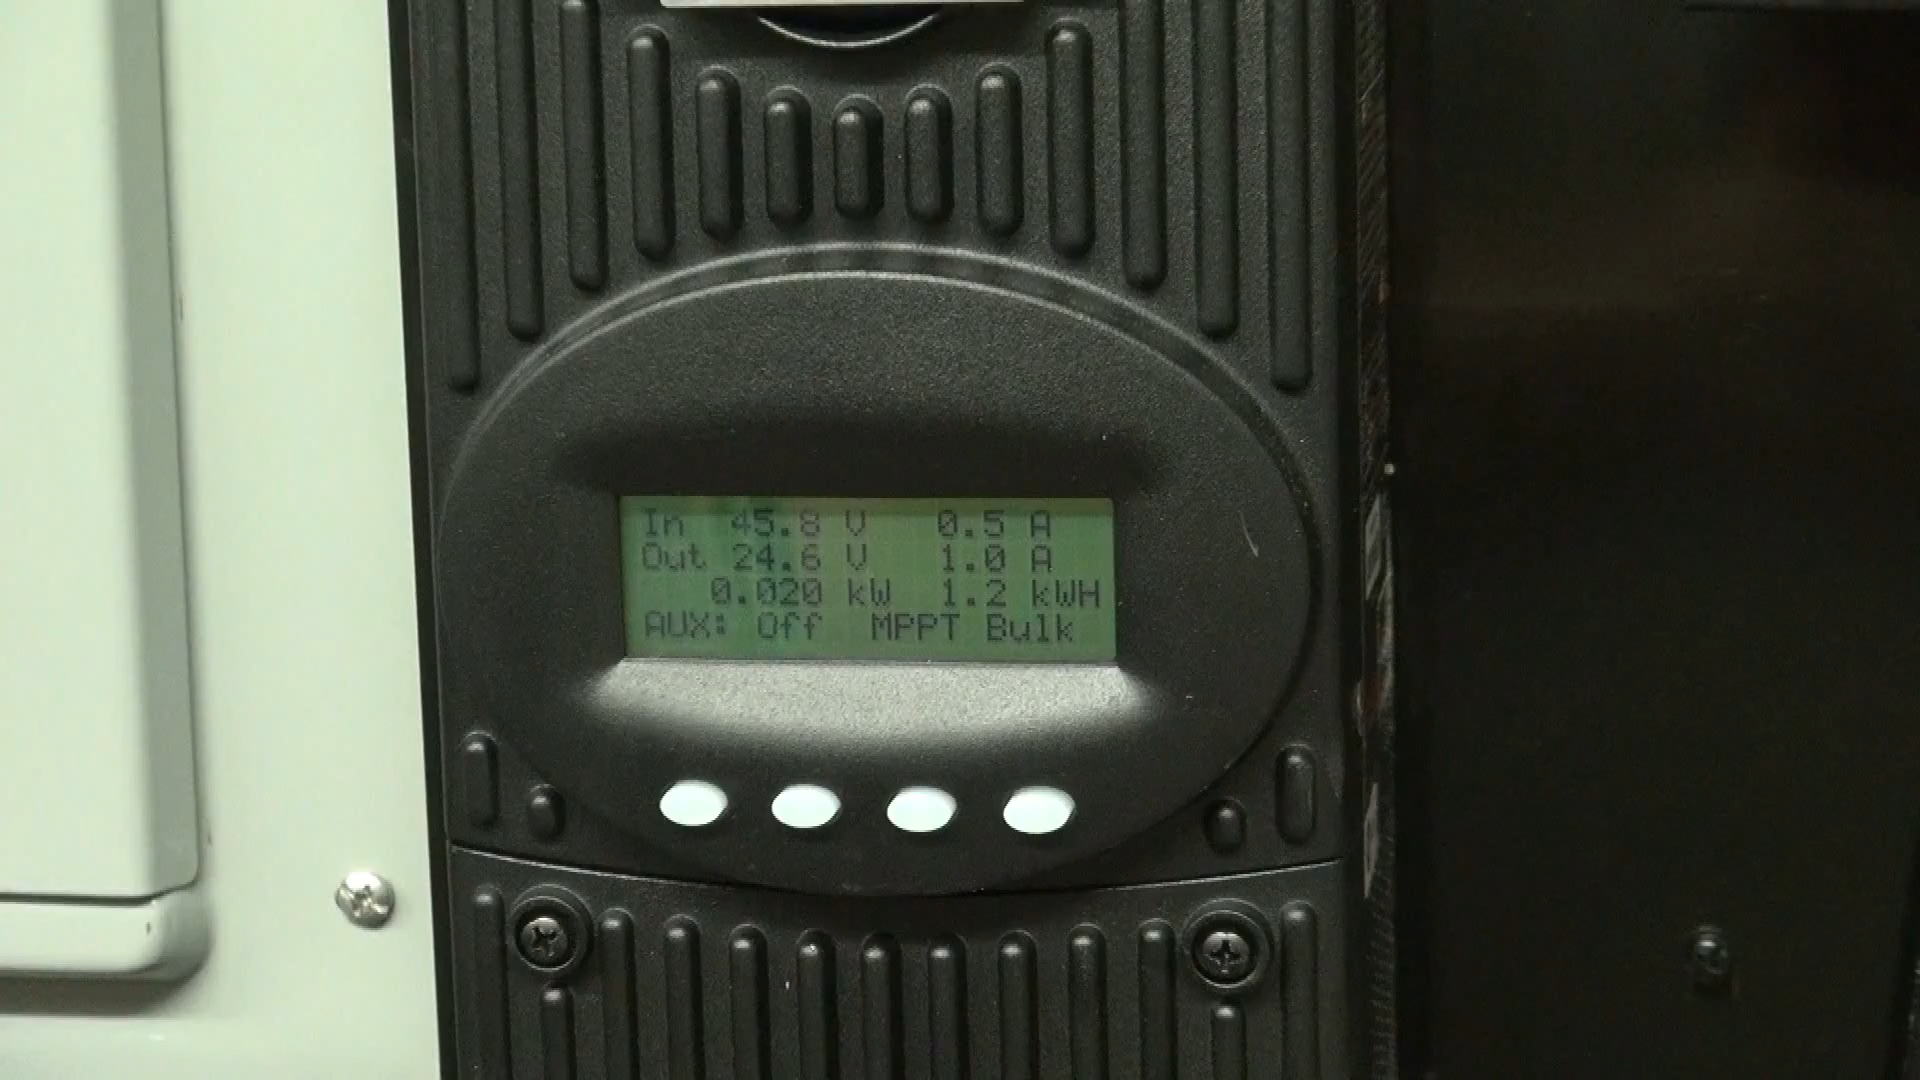 In 45.8 V 0.5 A
Out 24.6 V 1.0 A
0.020 kW 1.2 kWH
AUX: Off MPPT Bulk